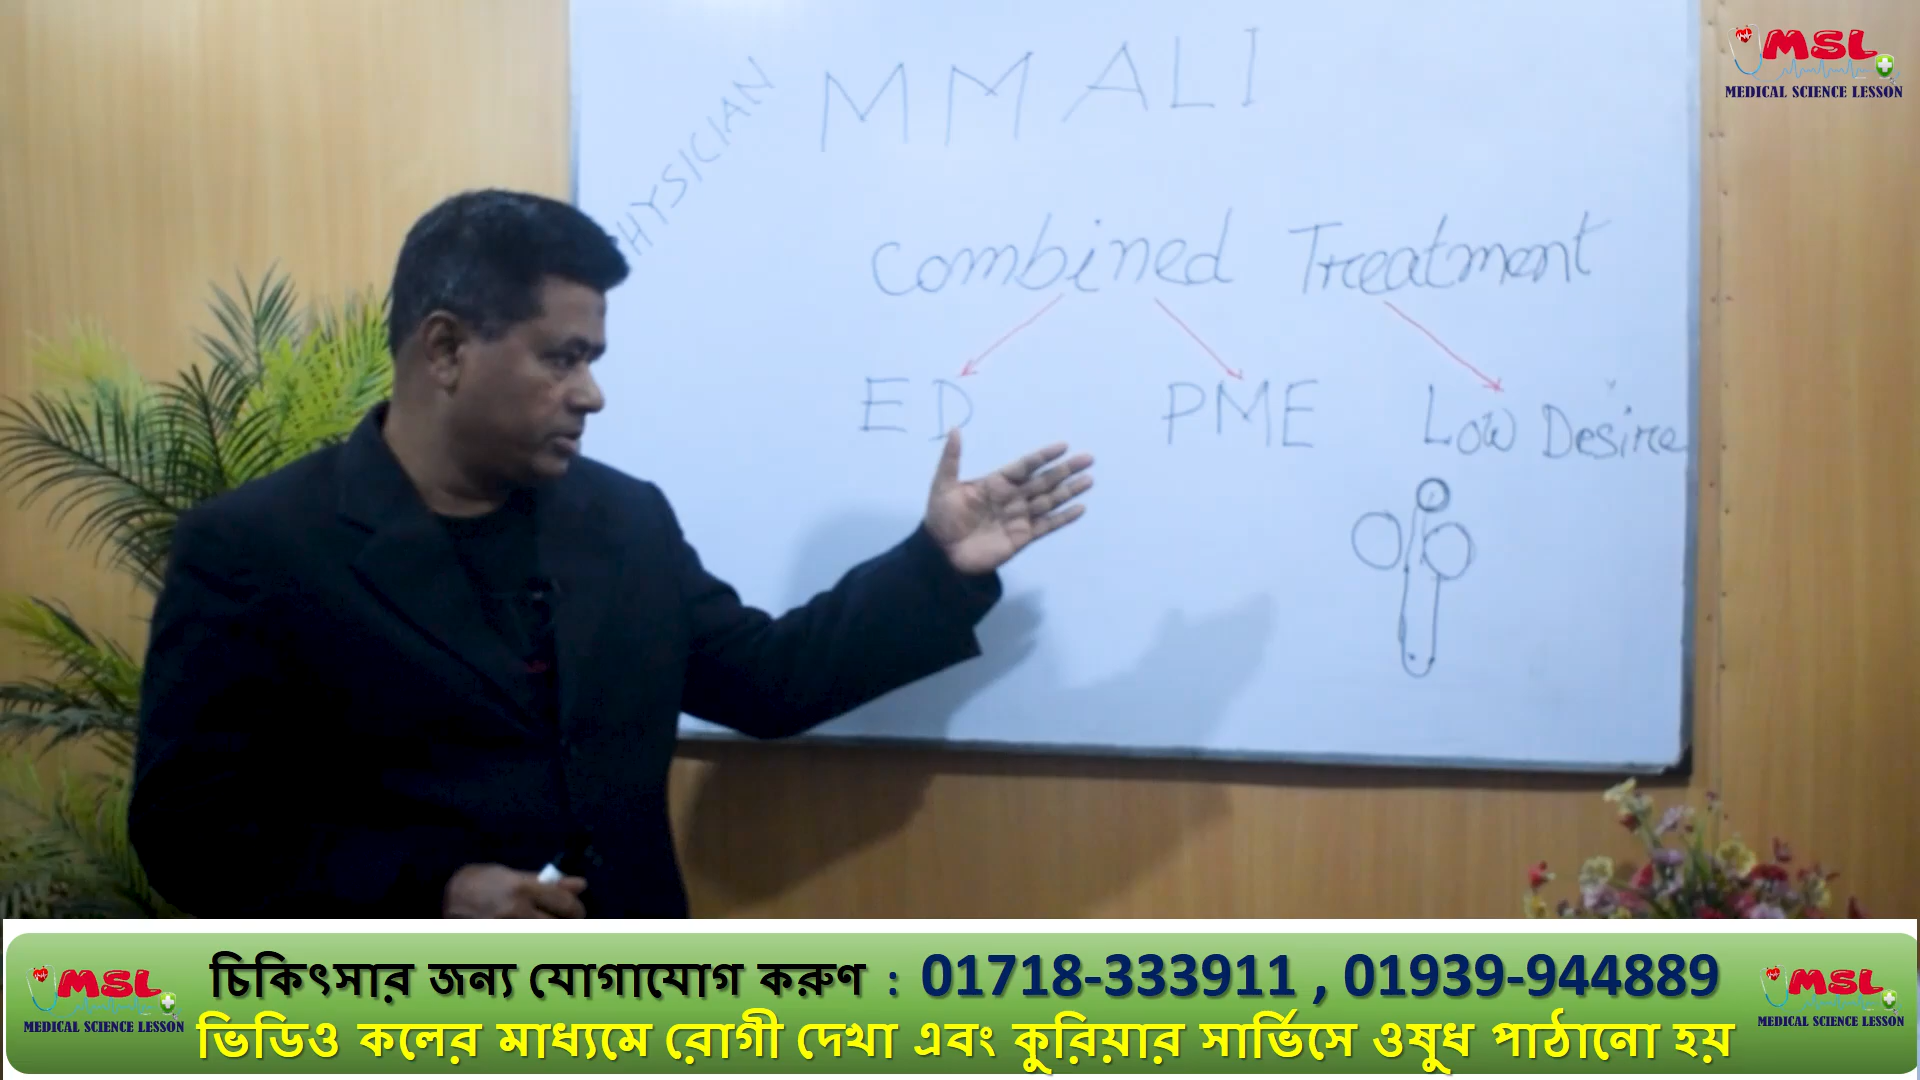 MSL
MEDICAL SCIENCE LESSON
PHYSICIAN
M M ALI
Combined Treatment
ED PME Low Desire
চিকিৎসার জন্য যোগাযোগ করুণ : 01718-333911 , 01939-944889
ভিডিও কলের মাধ্যমে রোগী দেখা এবং কুরিয়ার সার্ভিসে ওষুধ পাঠানো হয়
MSL
MEDICAL SCIENCE LESSON
MSL
MEDICAL SCIENCE LESSON